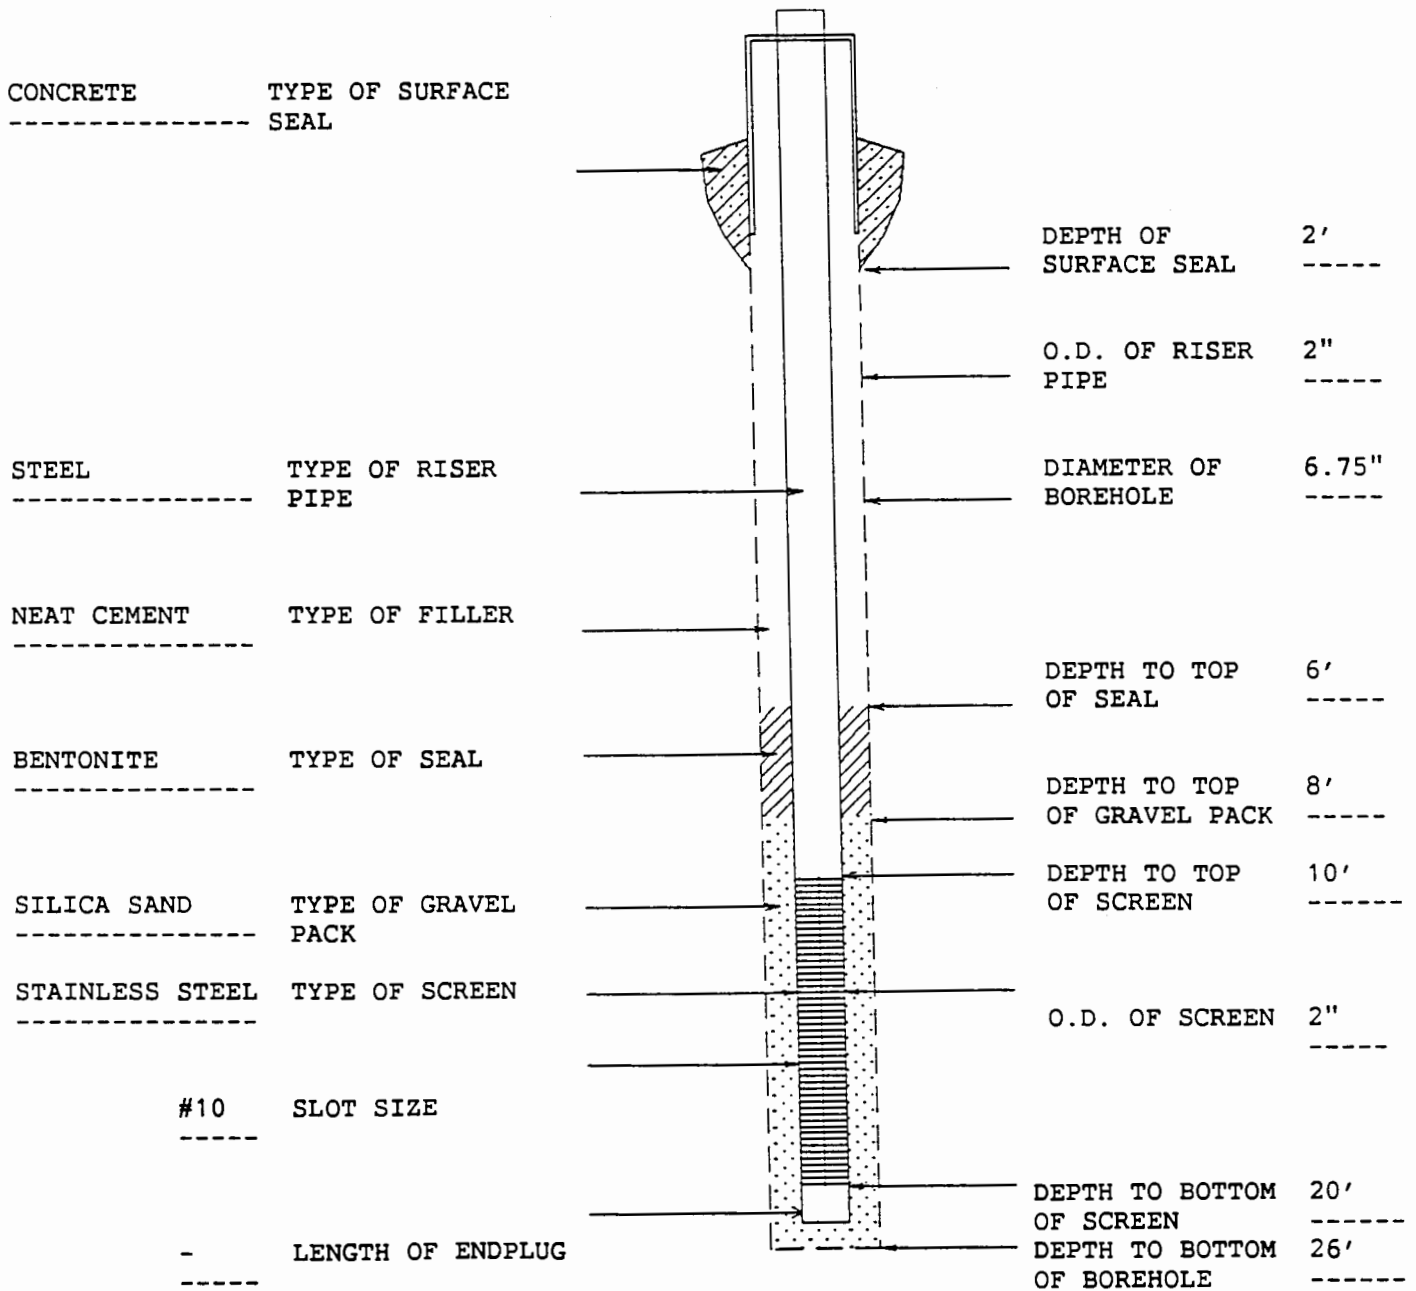 CONCRETE TYPE OF SURFACE
--------------- SEAL
DEPTH OF 2'
SURFACE SEAL -----
O.D. OF RISER 2"
PIPE -----
STEEL TYPE OF RISER
--------------- PIPE
DIAMETER OF 6.75"
BOREHOLE -----
NEAT CEMENT TYPE OF FILLER
---------------
DEPTH TO TOP 6'
OF SEAL -----
BENTONITE TYPE OF SEAL
---------------
DEPTH TO TOP 8'
OF GRAVEL PACK -----
DEPTH TO TOP 10'
OF SCREEN ------
SILICA SAND TYPE OF GRAVEL
--------------- PACK
STAINLESS STEEL TYPE OF SCREEN
---------------
O.D. OF SCREEN 2"
-----
#10 SLOT SIZE
-----
DEPTH TO BOTTOM 20'
OF SCREEN ------
- LENGTH OF ENDPLUG
-----
DEPTH TO BOTTOM 26'
OF BOREHOLE ------